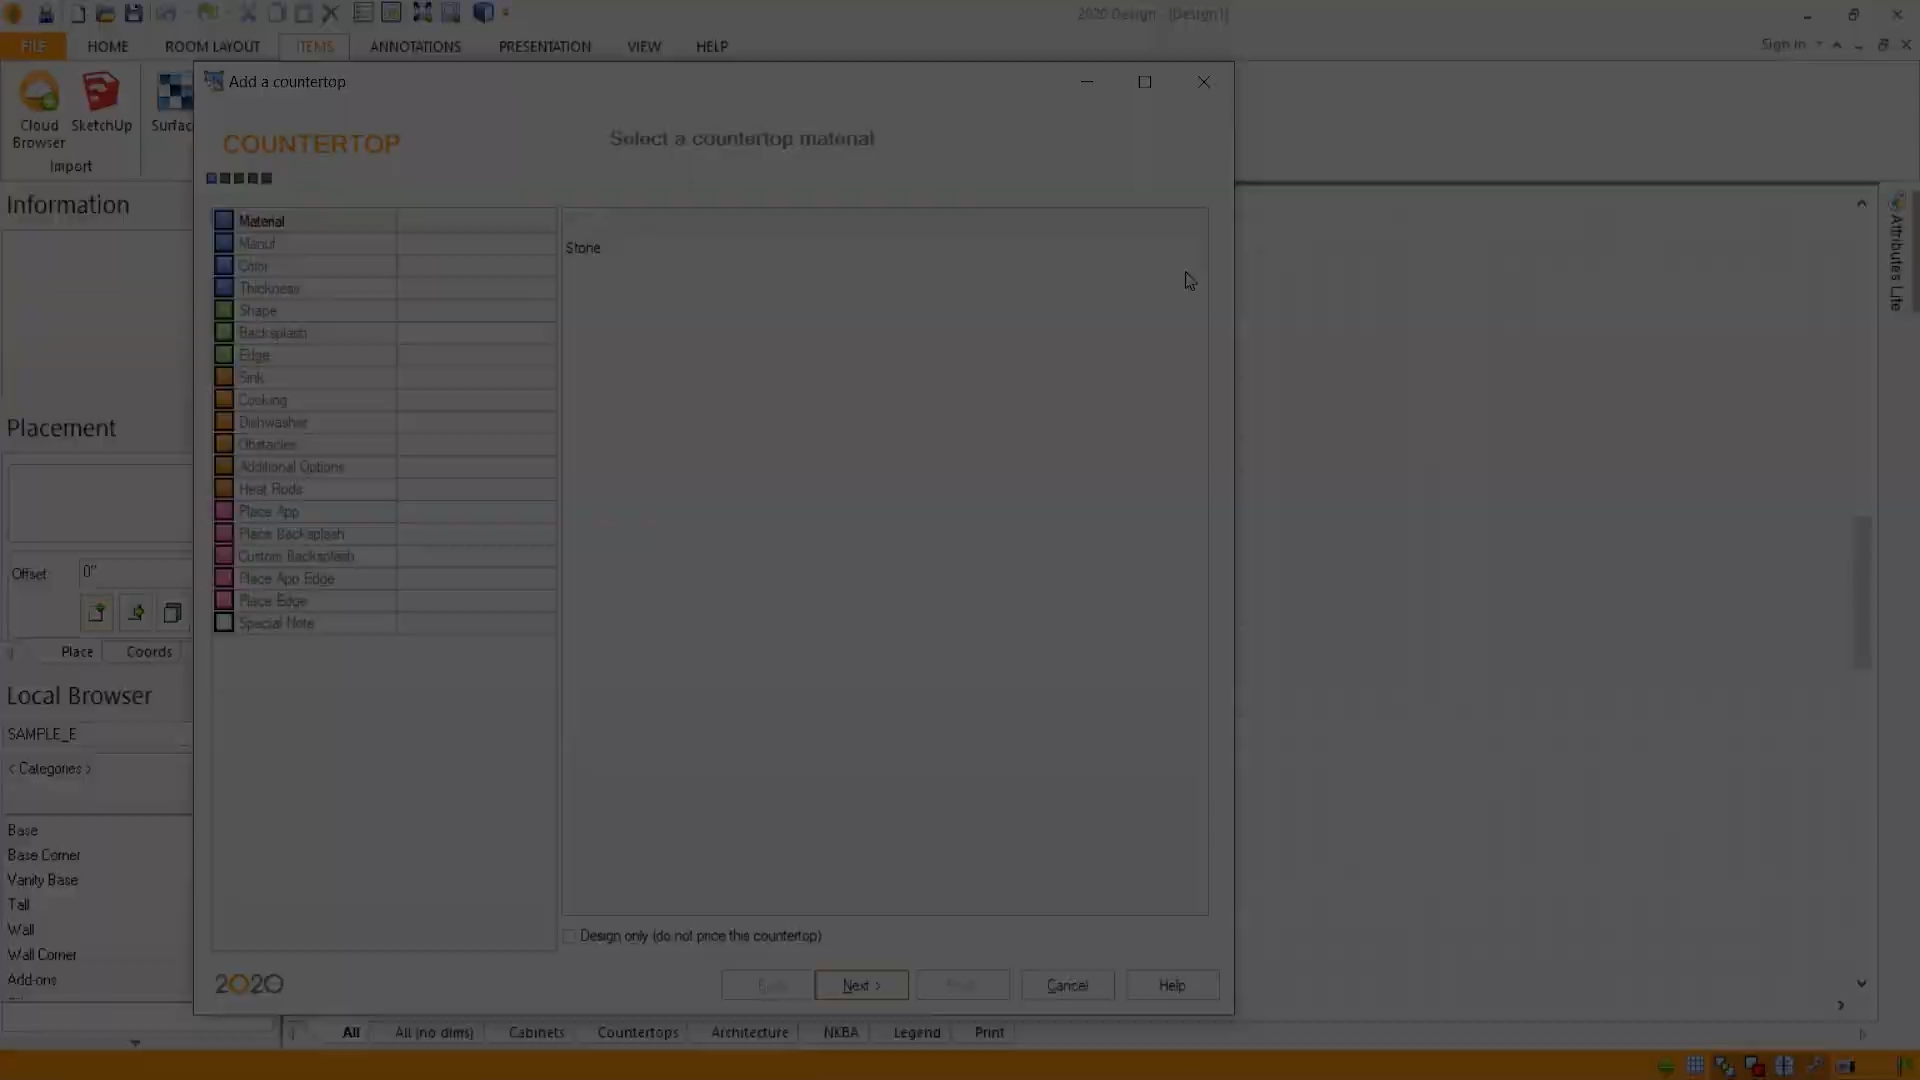 2020 Design - [Design1]
FILE
HOME
ROOM LAYOUT
ITEMS
ANNOTATIONS
PRESENTATION
VIEW
HELP
Sign In
Cloud Browser
SketchUp
Surfac
Import
Add a countertop
COUNTERTOP
Select a countertop material
Information
Material
Manuf
Color
Thickness
Shape
Backsplash
Edge
Sink
Cooking
Dishwasher
Obstacles
Additional Options
Heat Rods
Place App
Place Backsplash
Custom Backsplash
Place App Edge
Place Edge
Special Note
Stone
Attributes Lite
Placement
Offset:
0"
Place
Coords
Local Browser
SAMPLE_E
< Categories >
Base
Base Corner
Vanity Base
Tall
Wall
Wall Corner
Add-ons
Design only (do not price this countertop)
2020
Next >
Cancel
Help
All
All (no dims)
Cabinets
Countertops
Architecture
NKBA
Legend
Print